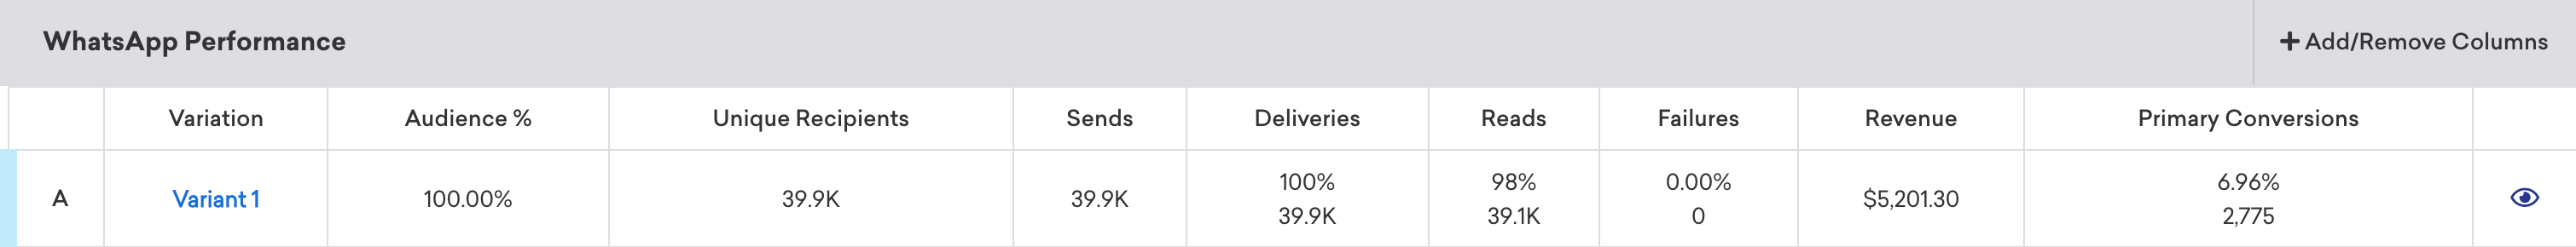 WhatsApp Performance
+ Add/Remove Columns
Variation Audience % Unique Recipients Sends Deliveries Reads Failures Revenue Primary Conversions
A Variant 1 100.00% 39.9K 39.9K 100% 98% 0.00% $5,201.30 6.96%
39.9K 39.1K 0 2,775